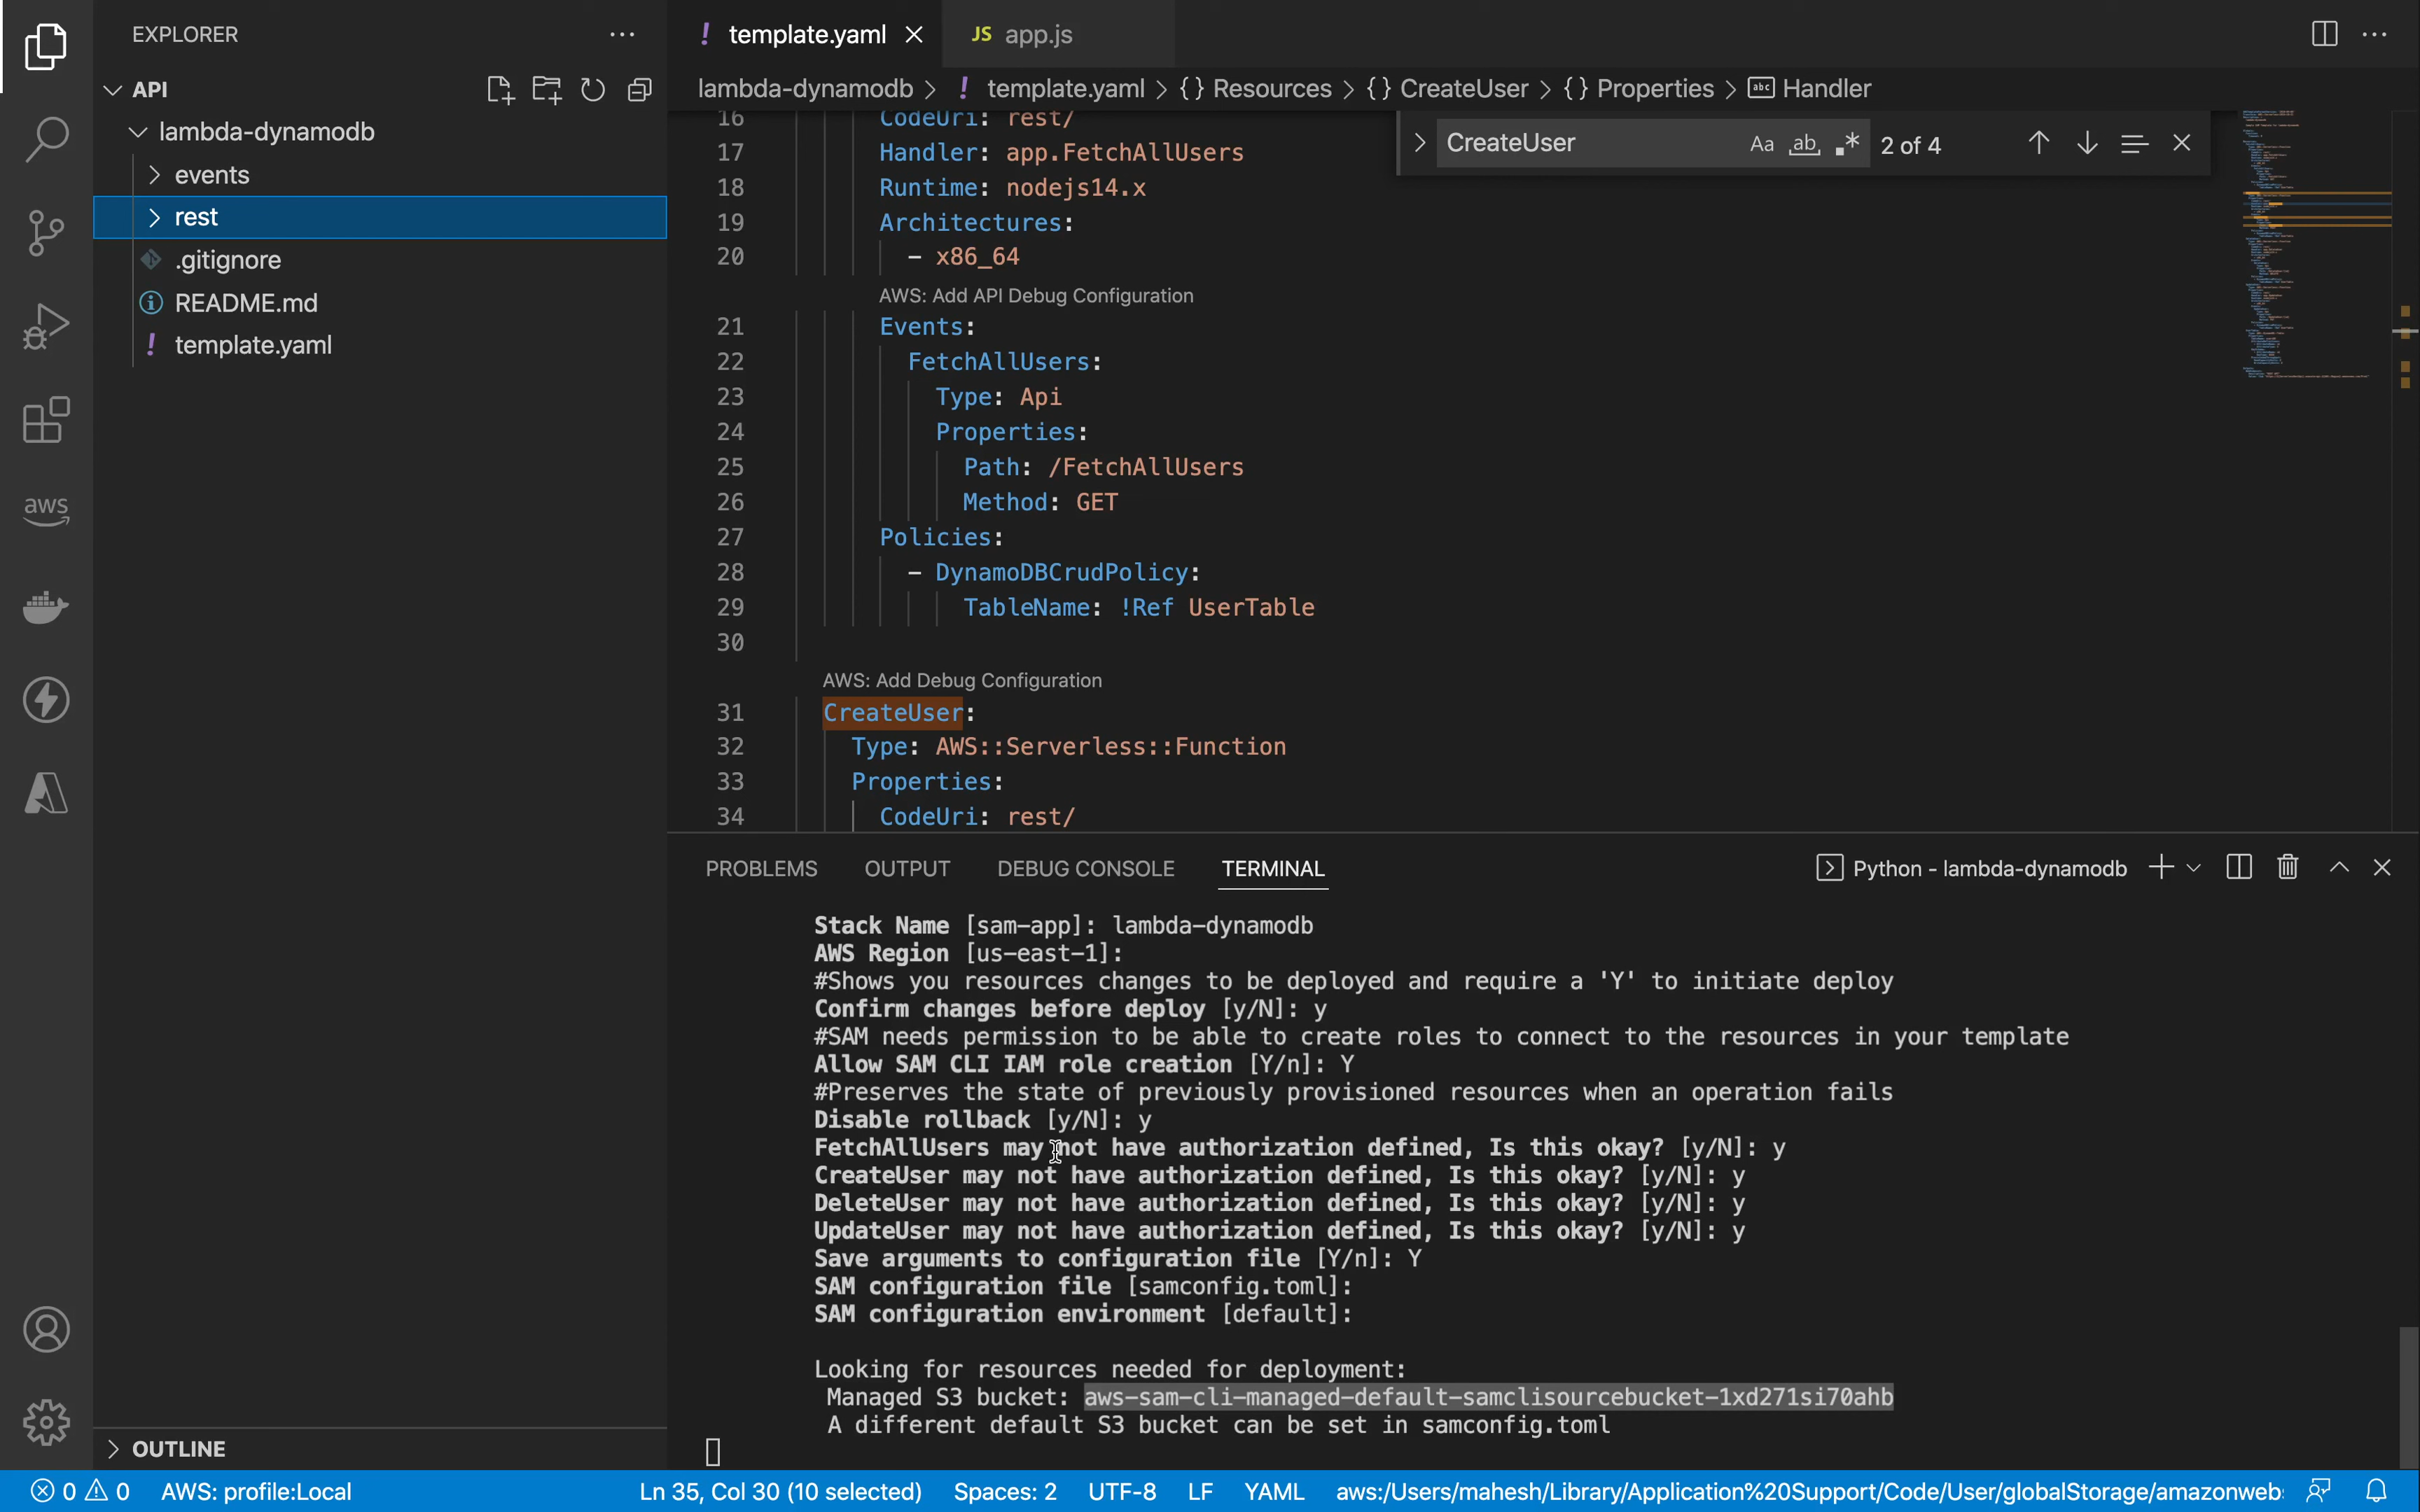 EXPLORER
API
lambda-dynamodb
events
rest
.gitignore
README.md
template.yaml
OUTLINE
aws
! template.yaml
JS app.js
lambda-dynamodb > ! template.yaml > {} Resources > {} CreateUser > {} Properties > abc Handler
CreateUser Aa ab 2 of 4
16 CodeUri: rest/
17 Handler: app.FetchAllUsers
18 Runtime: nodejs14.x
19 Architectures:
20 - x86_64
AWS: Add API Debug Configuration
21 Events:
22 FetchAllUsers:
23 Type: Api
24 Properties:
25 Path: /FetchAllUsers
26 Method: GET
27 Policies:
28 - DynamoDBCrudPolicy:
29 TableName: !Ref UserTable
30
AWS: Add Debug Configuration
31 CreateUser:
32 Type: AWS::Serverless::Function
33 Properties:
34 CodeUri: rest/
PROBLEMS OUTPUT DEBUG CONSOLE TERMINAL Python - lambda-dynamodb
Stack Name [sam-app]: lambda-dynamodb
AWS Region [us-east-1]:
#Shows you resources changes to be deployed and require a 'Y' to initiate deploy
Confirm changes before deploy [y/N]: y
#SAM needs permission to be able to create roles to connect to the resources in your template
Allow SAM CLI IAM role creation [Y/n]: Y
#Preserves the state of previously provisioned resources when an operation fails
Disable rollback [y/N]: y
FetchAllUsers may not have authorization defined, Is this okay? [y/N]: y
CreateUser may not have authorization defined, Is this okay? [y/N]: y
DeleteUser may not have authorization defined, Is this okay? [y/N]: y
UpdateUser may not have authorization defined, Is this okay? [y/N]: y
Save arguments to configuration file [Y/n]: Y
SAM configuration file [samconfig.toml]:
SAM configuration environment [default]:
Looking for resources needed for deployment:
Managed S3 bucket: aws-sam-cli-managed-default-samclisourcebucket-1xd271si70ahb
A different default S3 bucket can be set in samconfig.toml
0 0 AWS: profile:Local Ln 35, Col 30 (10 selected) Spaces: 2 UTF-8 LF YAML aws:/Users/mahesh/Library/Application%20Support/Code/User/globalStorage/amazonwebs